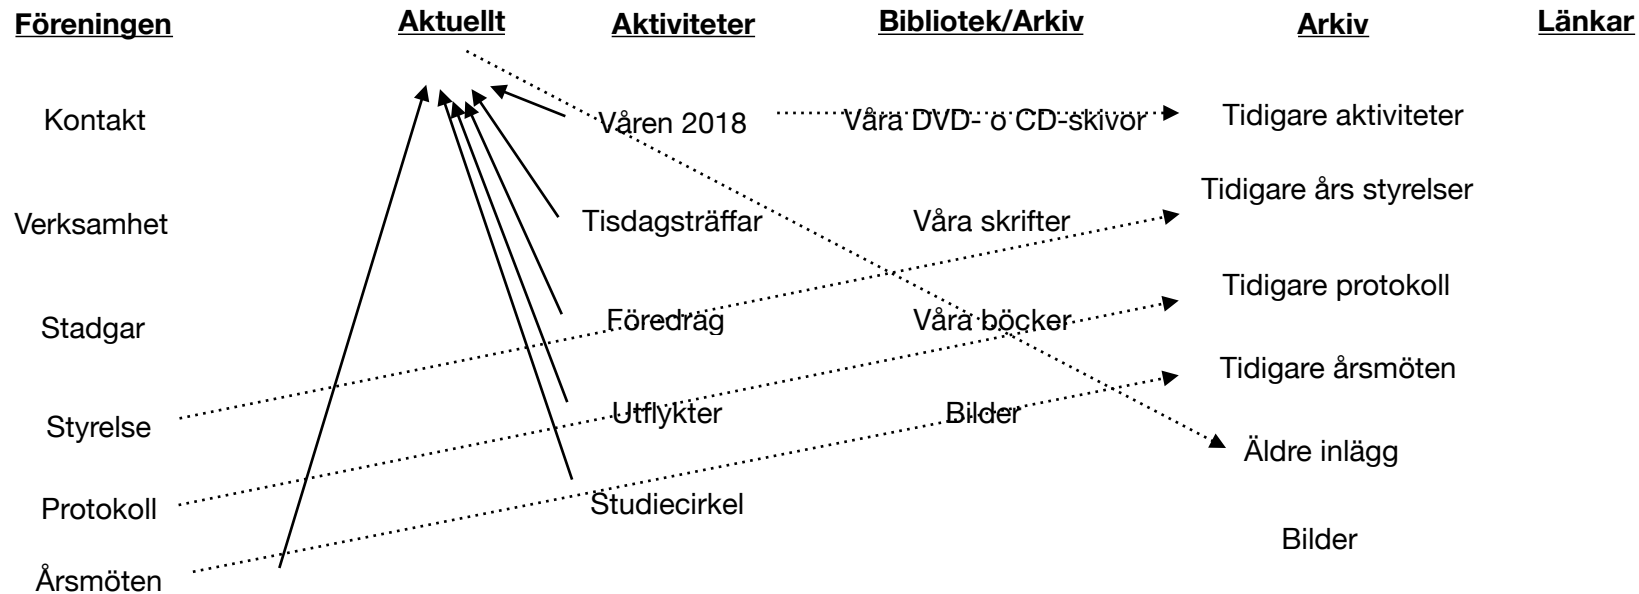 Föreningen Aktuellt Aktiviteter Bibliotek/Arkiv Arkiv Länkar
Kontakt Våren 2018 Våra DVD- o CD-skivor Tidigare aktiviteter
Tidigare års styrelser
Verksamhet Tisdagsträffar Våra skrifter
Tidigare protokoll
Stadgar Föredrag Våra böcker
Tidigare årsmöten
Styrelse Utflykter Bilder
Äldre inlägg
Protokoll Studiecirkel
Bilder
Årsmöten